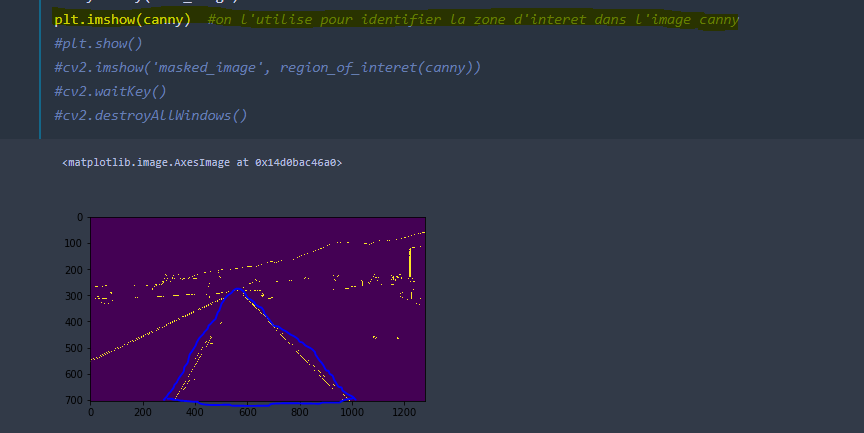 plt.imshow(canny) #on l'utilise pour identifier la zone d'interet dans l'image canny
#plt.show()
#cv2.imshow('masked_image', region_of_interet(canny))
#cv2.waitKey()
#cv2.destroyAllWindows()
<matplotlib.image.AxesImage at 0x14d0bac46a0>
0
100
200
300
400
500
600
700
0 200 400 600 800 1000 1200